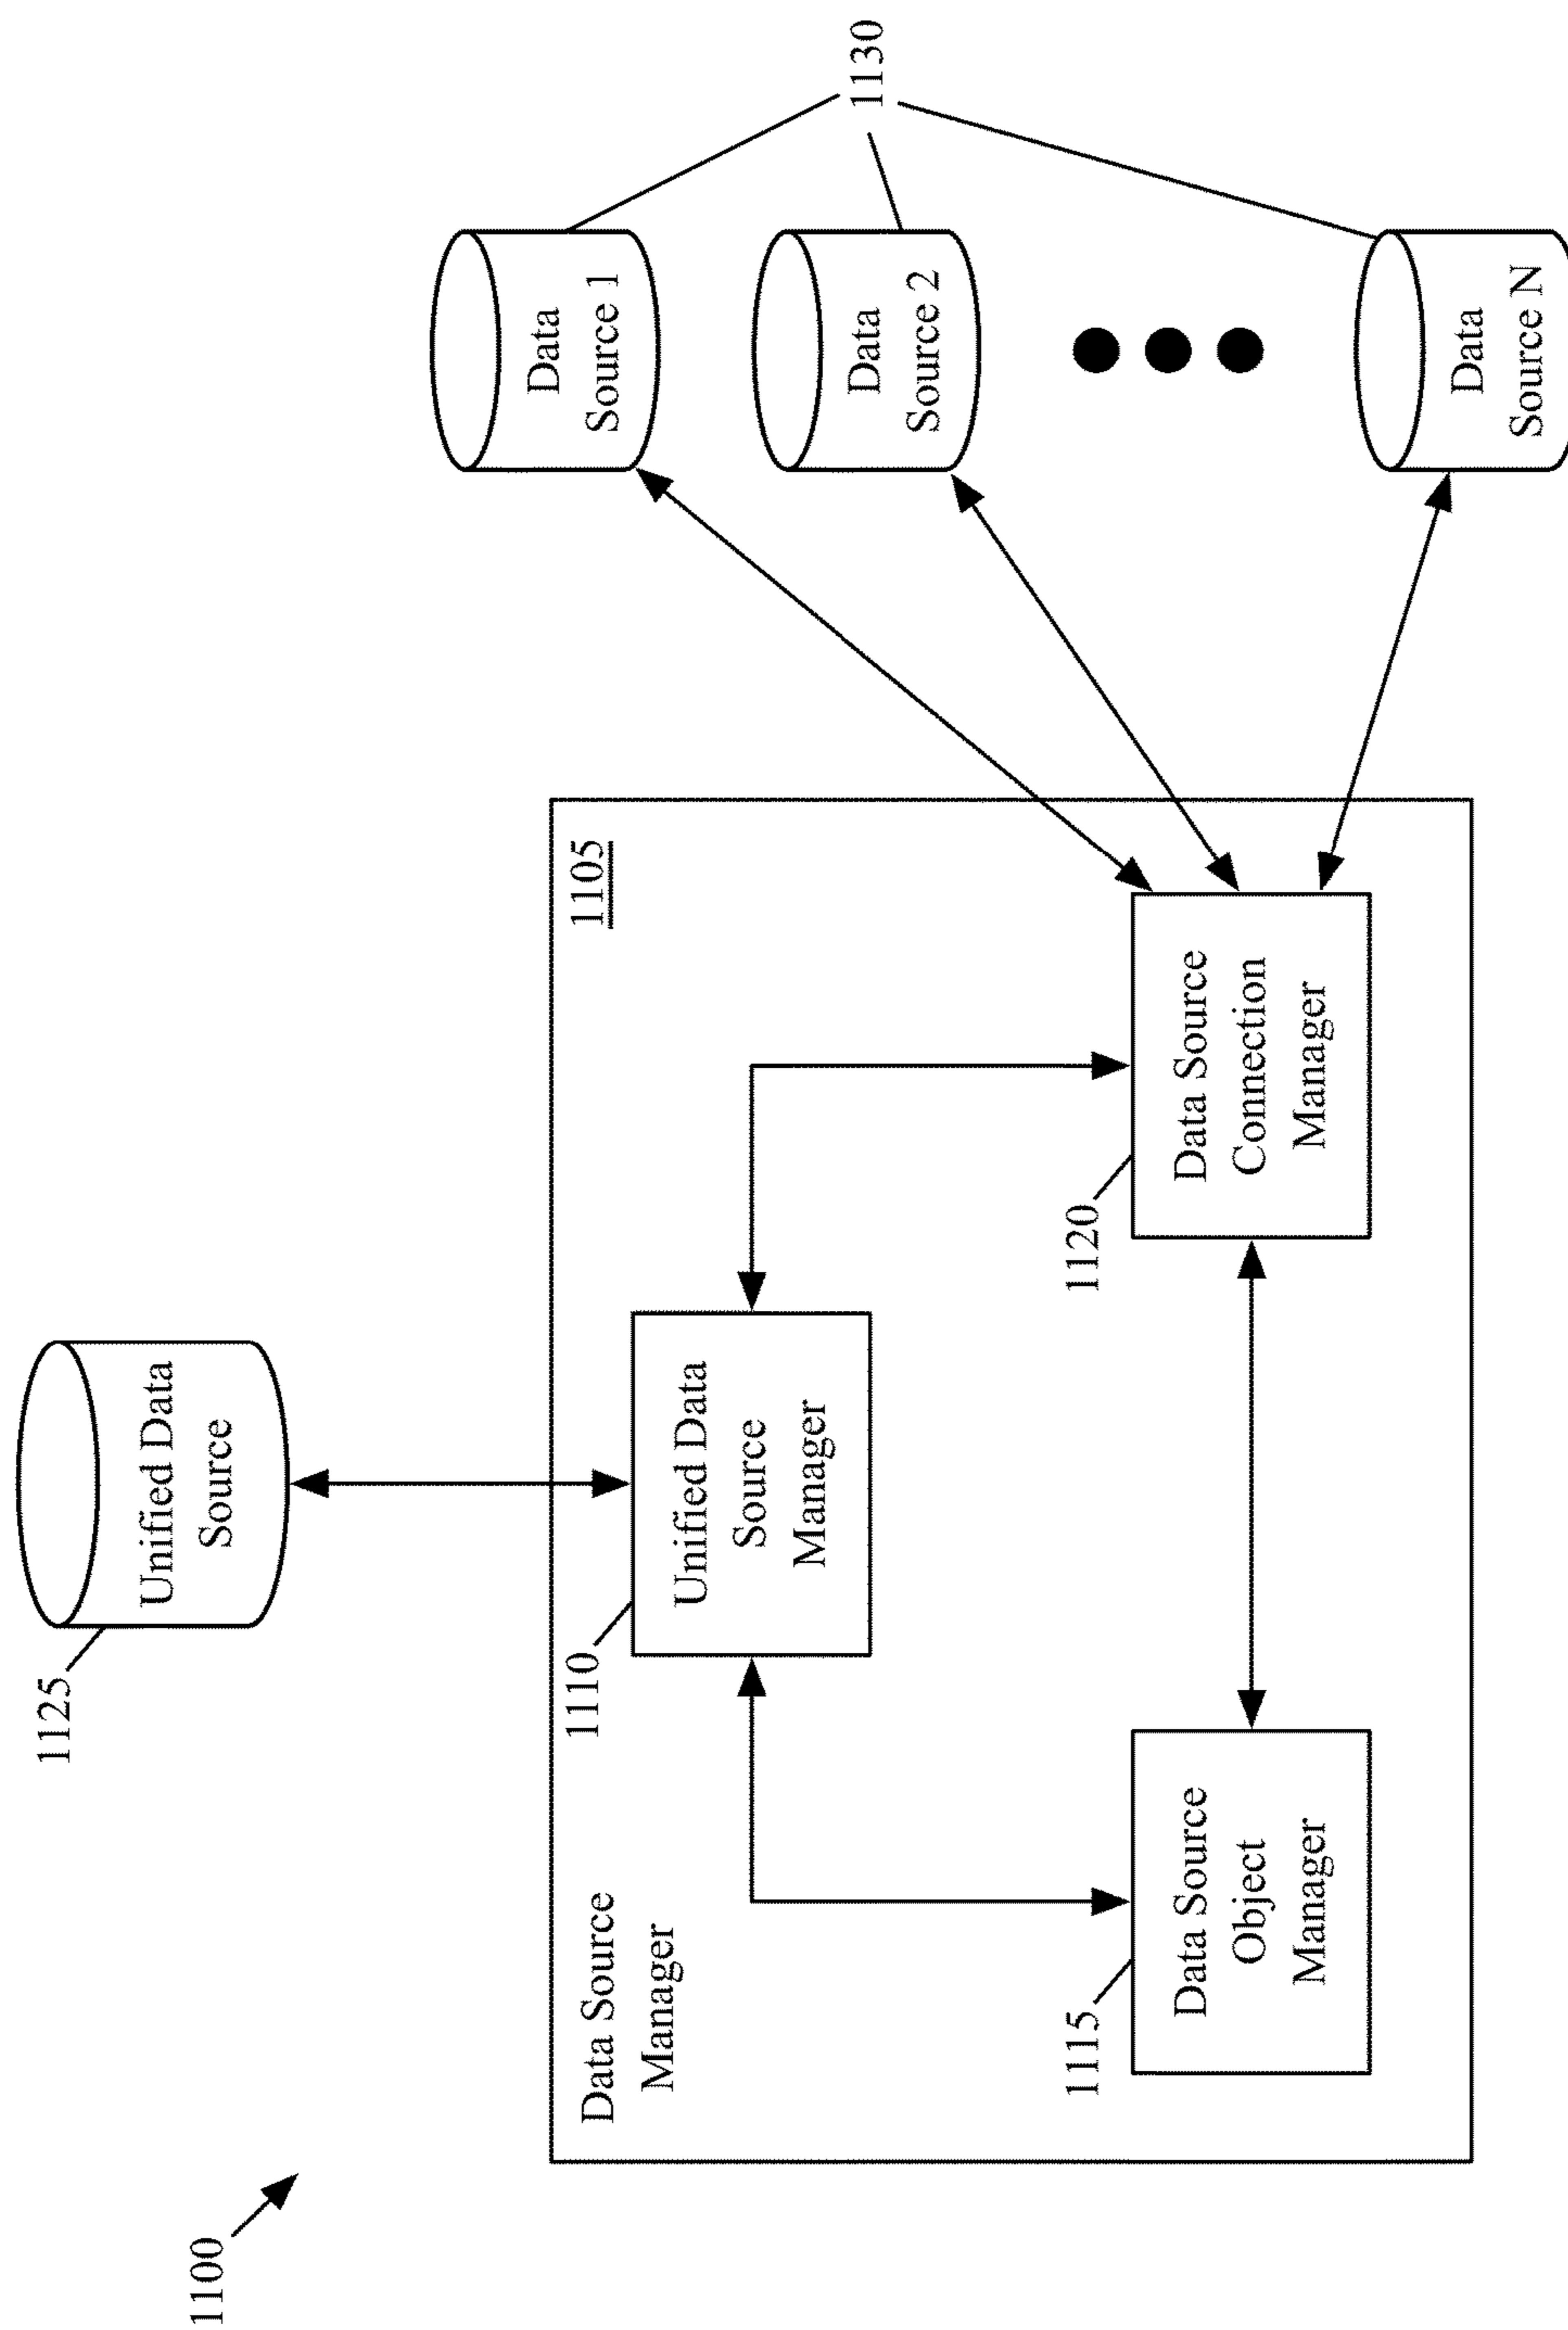 1100
1125
Unified Data
Source
Data Source
Manager
1105
1110
Unified Data
Source
Manager
1115
Data Source
Object
Manager
1120
Data Source
Connection
Manager
Data
Source 1
Data
Source 2
Data
Source N
1130